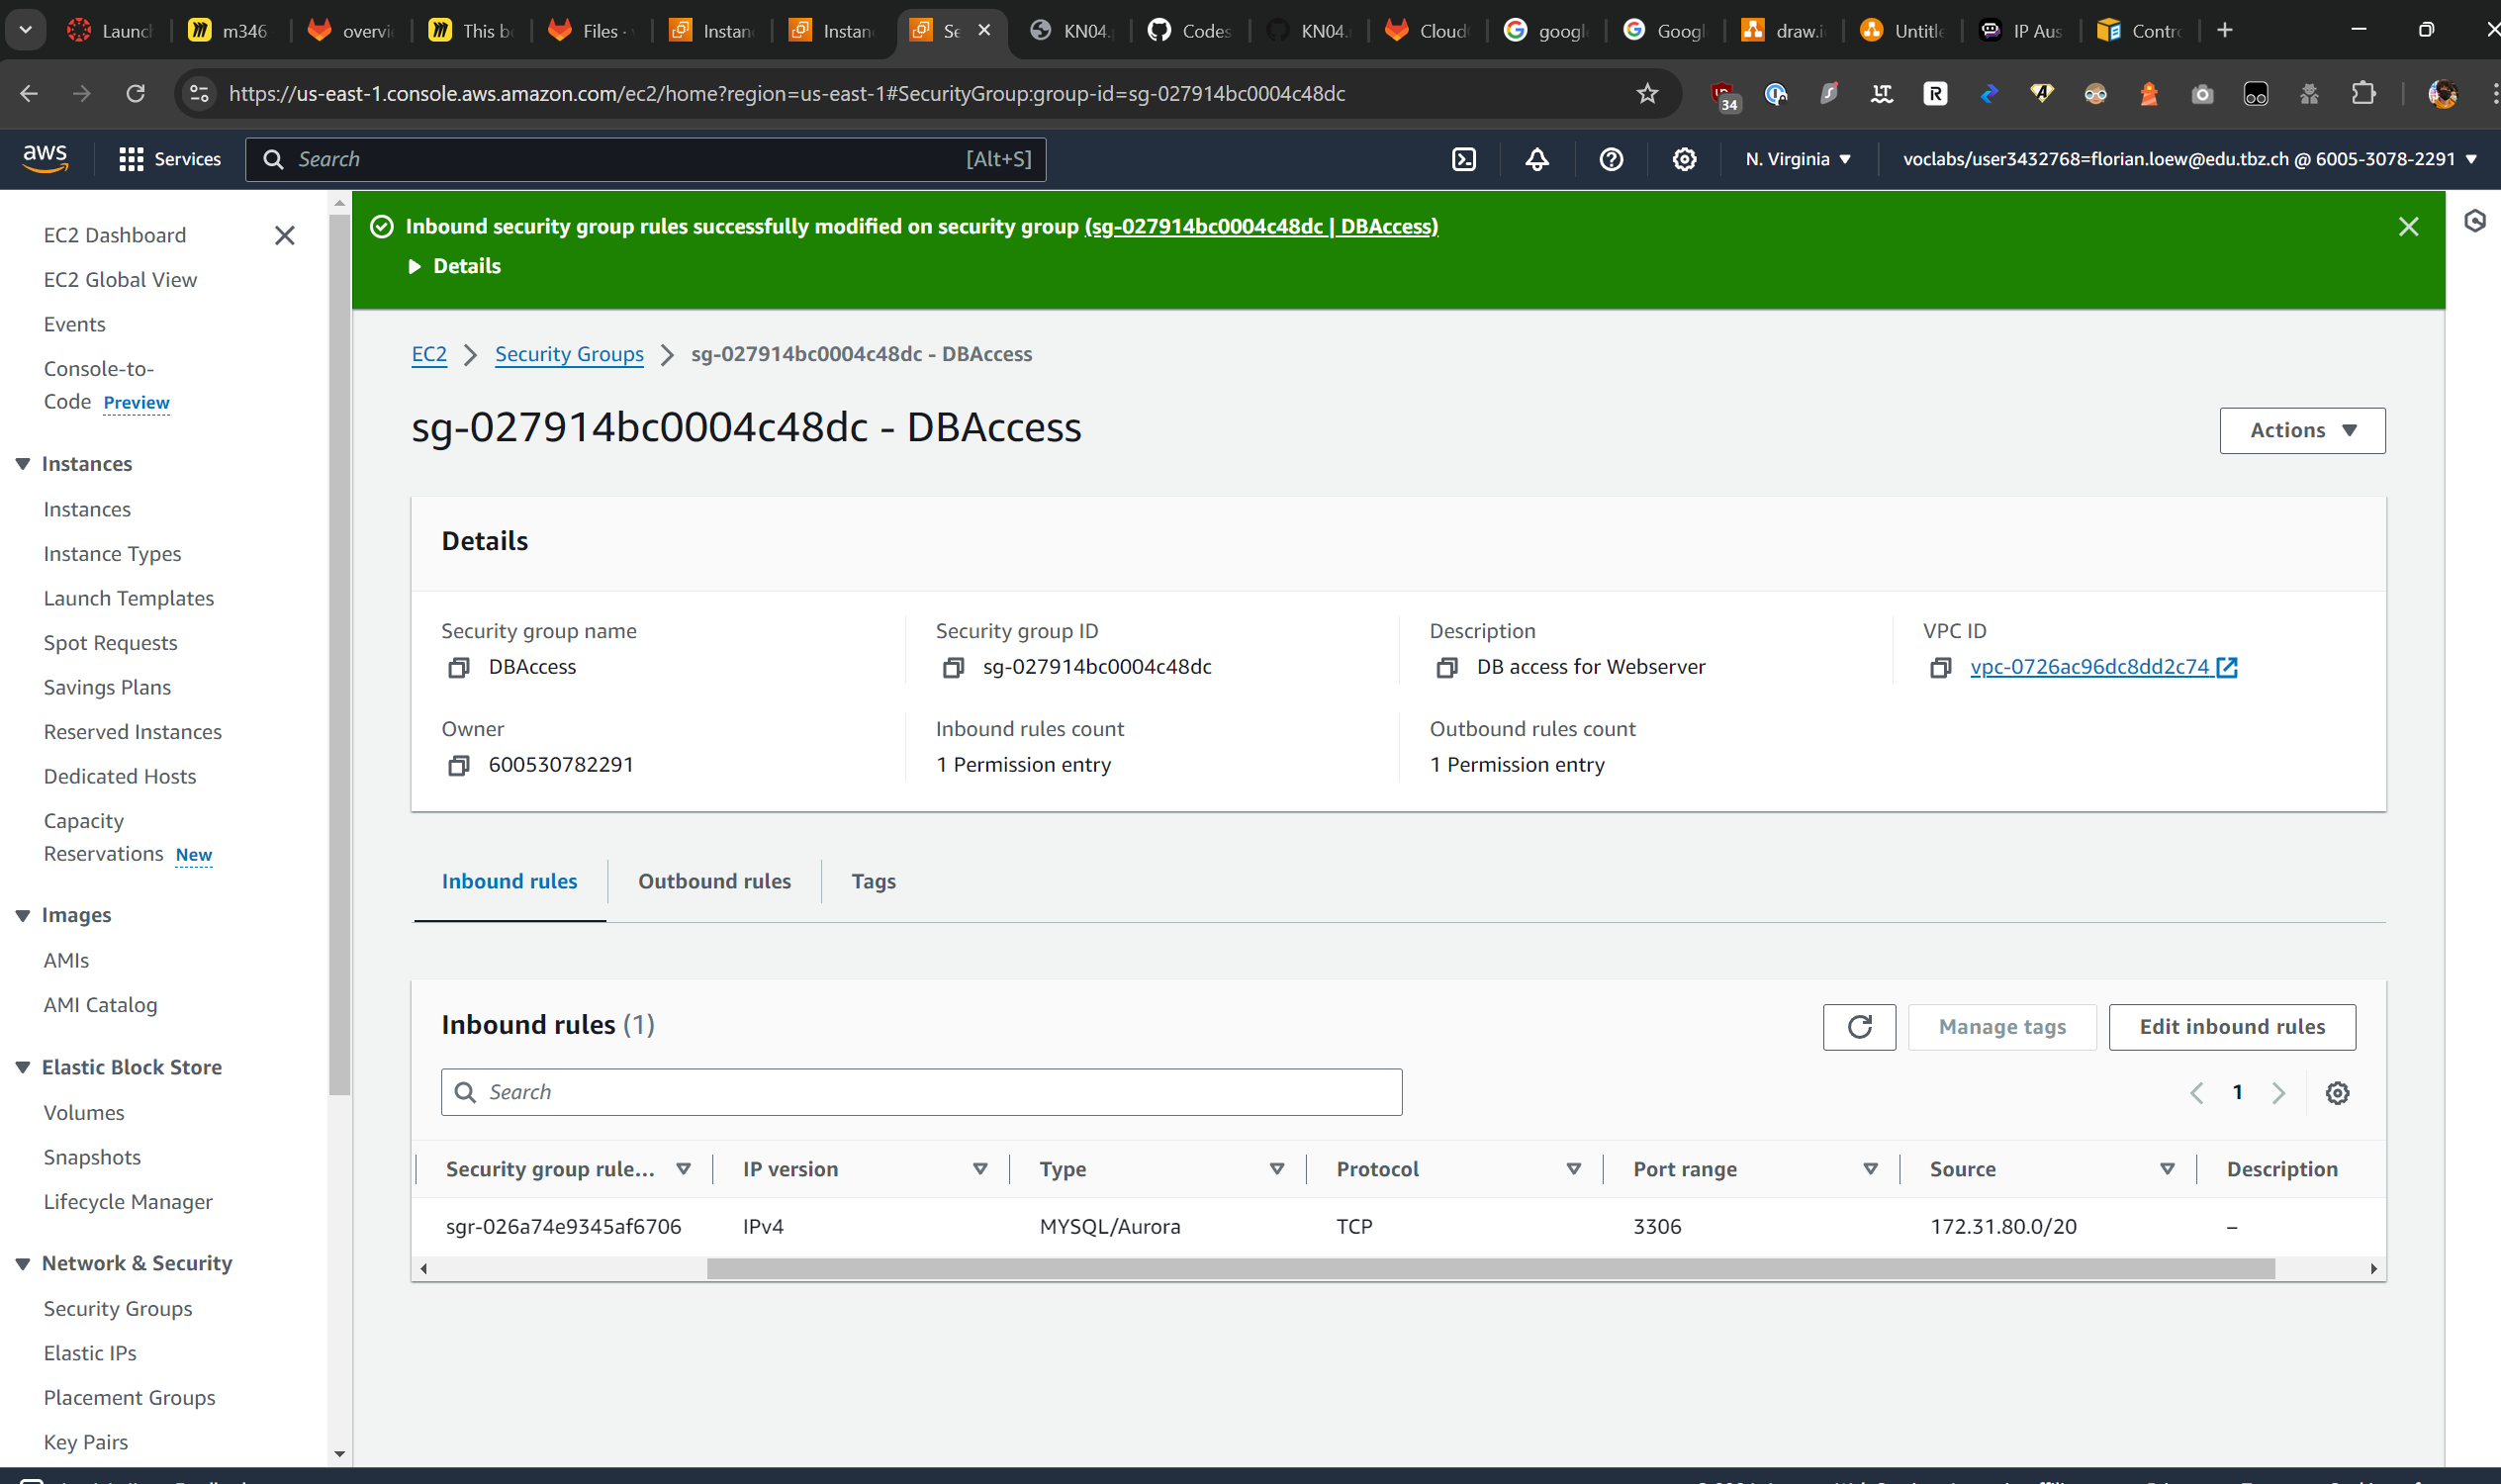 Launc
m346
overvi
This b
Files ·
Instan
Instan
Se
KN04.
Codes
KN04.
Cloud
googl
Googl
draw.i
Untitle
IP Aus
Contr
https://us-east-1.console.aws.amazon.com/ec2/home?region=us-east-1#SecurityGroup:group-id=sg-027914bc0004c48dc
34
aws
Services
Search
[Alt+S]
N. Virginia
voclabs/user3432768=florian.loew@edu.tbz.ch @ 6005-3078-2291
EC2 Dashboard
EC2 Global View
Events
Console-to-
Code Preview
Instances
Instances
Instance Types
Launch Templates
Spot Requests
Savings Plans
Reserved Instances
Dedicated Hosts
Capacity
Reservations New
Images
AMIs
AMI Catalog
Elastic Block Store
Volumes
Snapshots
Lifecycle Manager
Network & Security
Security Groups
Elastic IPs
Placement Groups
Key Pairs
Inbound security group rules successfully modified on security group (sg-027914bc0004c48dc | DBAccess)
Details
EC2 Security Groups sg-027914bc0004c48dc - DBAccess
sg-027914bc0004c48dc - DBAccess
Actions
Details
Security group name
DBAccess
Security group ID
sg-027914bc0004c48dc
Description
DB access for Webserver
VPC ID
vpc-0726ac96dc8dd2c74
Owner
600530782291
Inbound rules count
1 Permission entry
Outbound rules count
1 Permission entry
Inbound rules
Outbound rules
Tags
Inbound rules (1)
Manage tags
Edit inbound rules
Search
1
Security group rule... IP version Type Protocol Port range Source Description
sgr-026a74e9345af6706 IPv4 MYSQL/Aurora TCP 3306 172.31.80.0/20 –